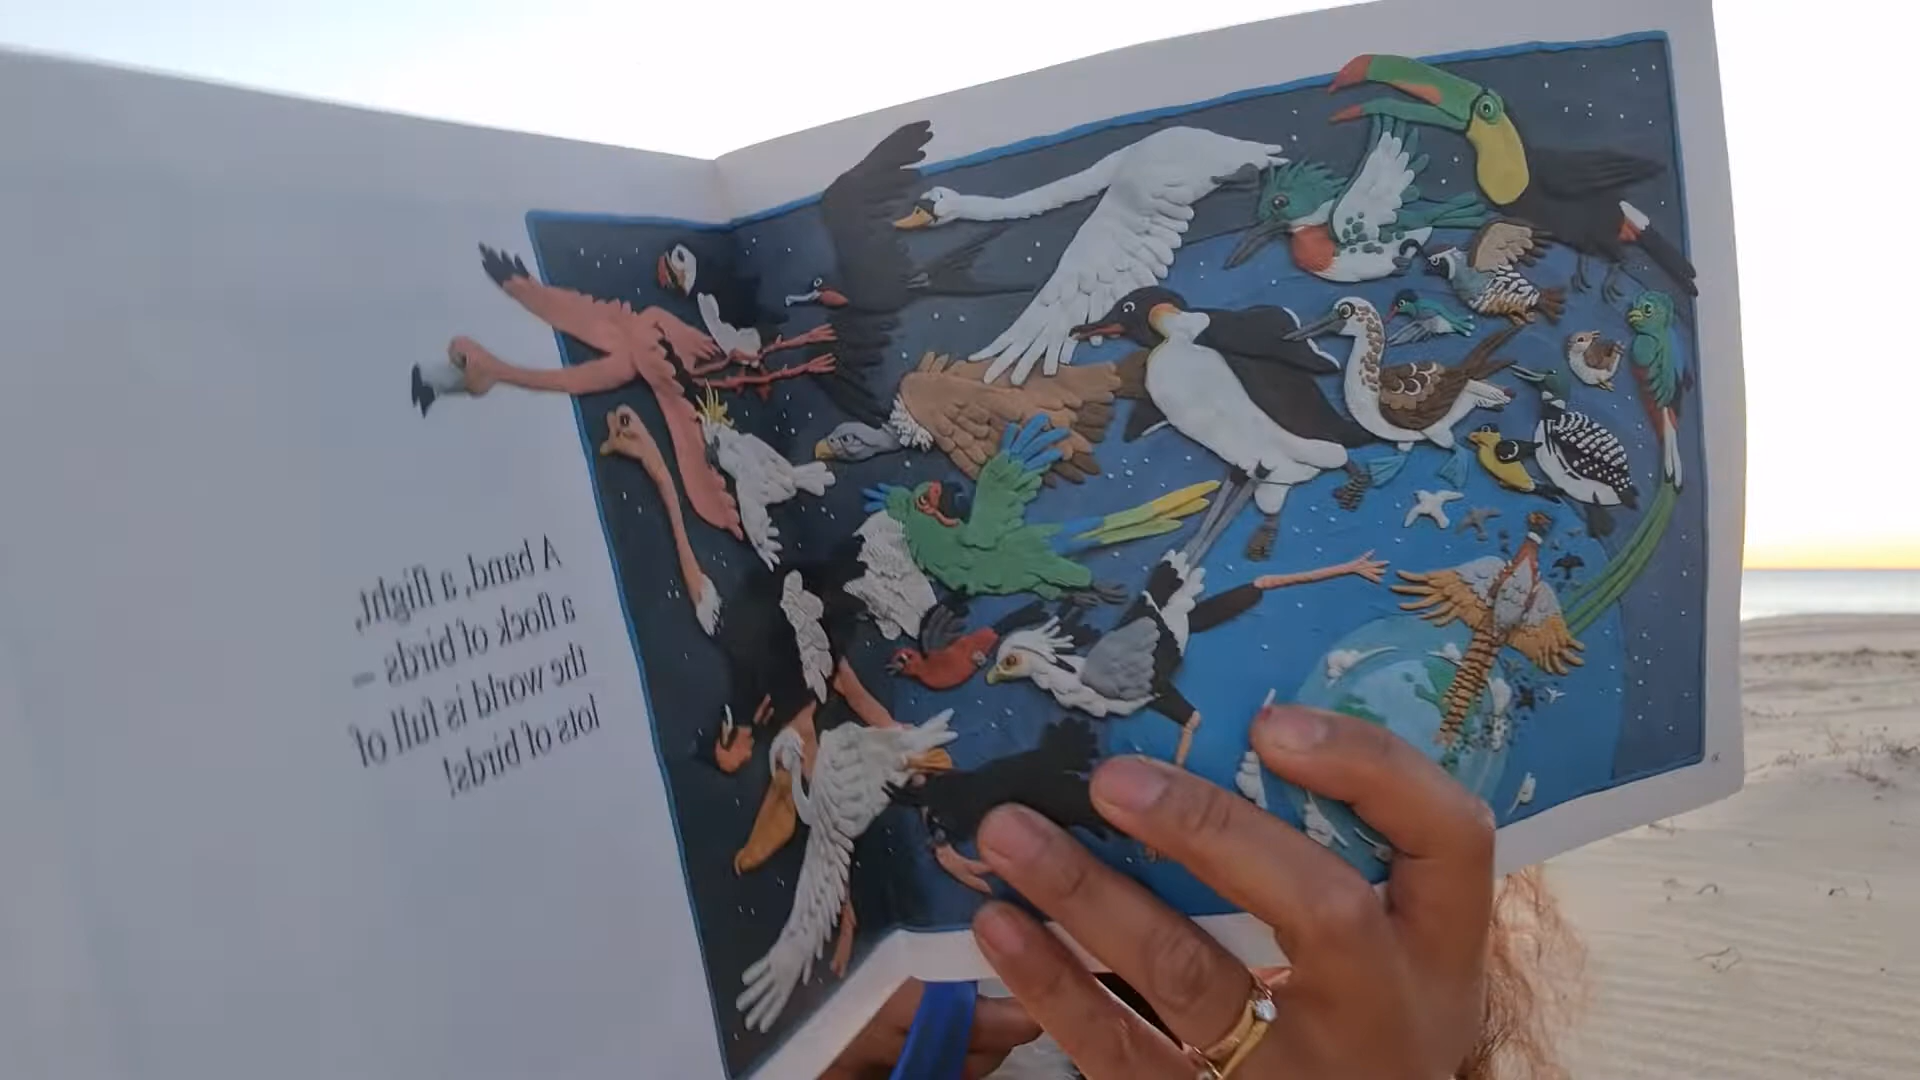 A band, a flight,
a flock of birds –
the world is full of
lots of birds!